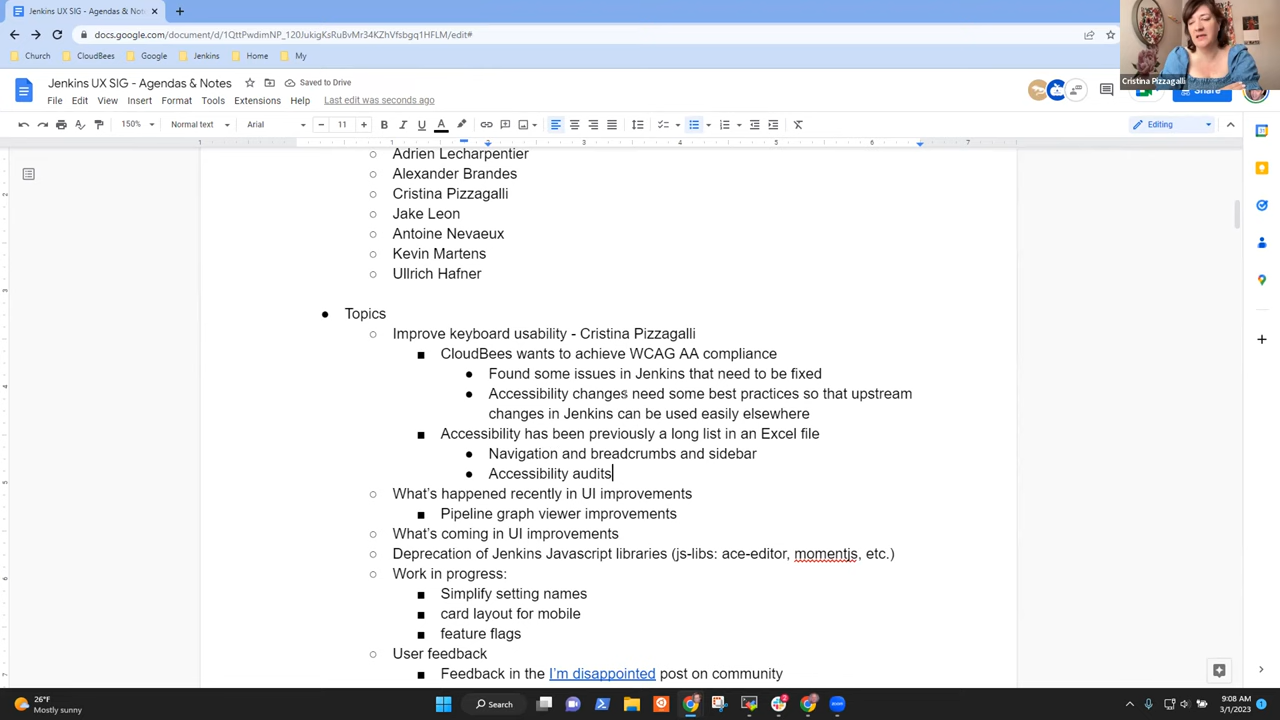 Jenkins UX SIG - Agendas & Notes
docs.google.com/document/d/1QttPwdimNP_120JukigKsRuBvMr34KZhVfsbgq1HFLM/edit#
Church
CloudBees
Google
Jenkins
Home
My
Cristina Pizzagalli
Jenkins UX SIG - Agendas & Notes
Saved to Drive
File Edit View Insert Format Tools Extensions Help Last edit was seconds ago
Share
150% Normal text Arial 11 Editing
1 1 2 3 4 5 6 7
Adrien Lecharpentier
Alexander Brandes
Cristina Pizzagalli
Jake Leon
Antoine Nevaeux
Kevin Martens
Ullrich Hafner
Topics
Improve keyboard usability - Cristina Pizzagalli
CloudBees wants to achieve WCAG AA compliance
Found some issues in Jenkins that need to be fixed
Accessibility changes need some best practices so that upstream
changes in Jenkins can be used easily elsewhere
Accessibility has been previously a long list in an Excel file
Navigation and breadcrumbs and sidebar
Accessibility audits
What's happened recently in UI improvements
Pipeline graph viewer improvements
What's coming in UI improvements
Deprecation of Jenkins Javascript libraries (js-libs: ace-editor, momentjs, etc.)
Work in progress:
Simplify setting names
card layout for mobile
feature flags
User feedback
Feedback in the I'm disappointed post on community
26°F
Mostly sunny
Search
9:08 AM
3/1/2023